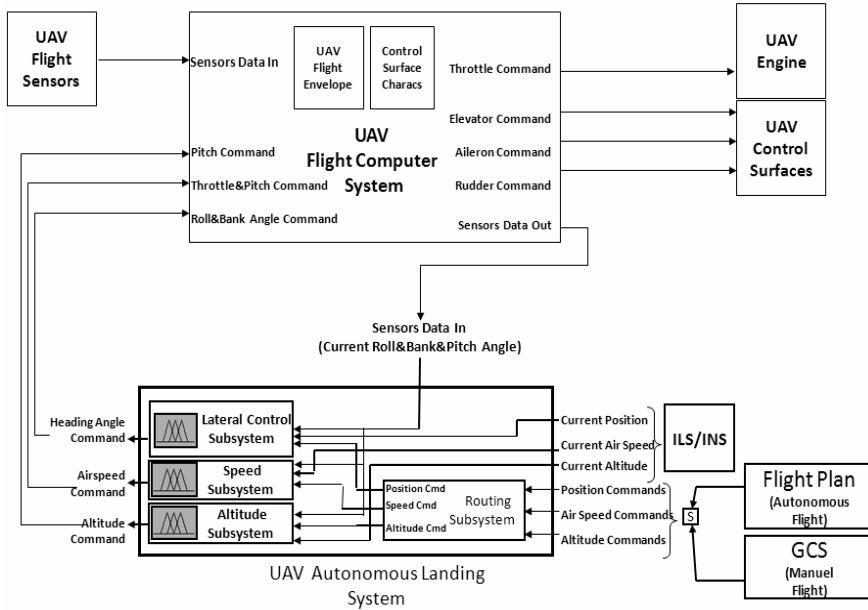 UAV
Flight
Sensors
Sensors Data In
UAV
Flight
Envelope
Control
Surface
Characs
Throttle Command
UAV
Engine
Elevator Command
UAV
Flight Computer
System
Pitch Command
Aileron Command
UAV
Control
Surfaces
Throttle&Pitch Command
Rudder Command
Roll&Bank Angle Command
Sensors Data Out
Sensors Data In
(Current Roll&Bank&Pitch Angle)
Heading Angle
Command
Lateral Control
Subsystem
Current Position
Current Air Speed
Current Altitude
ILS/INS
Airspeed
Command
Speed
Subsystem
Altitude
Command
Altitude
Subsystem
Position Cmd
Speed Cmd
Altitude Cmd
Routing
Subsystem
Position Commands
Air Speed Commands
Altitude Commands
S
Flight Plan
(Autonomous
Flight)
GCS
(Manuel
Flight)
UAV Autonomous Landing
System